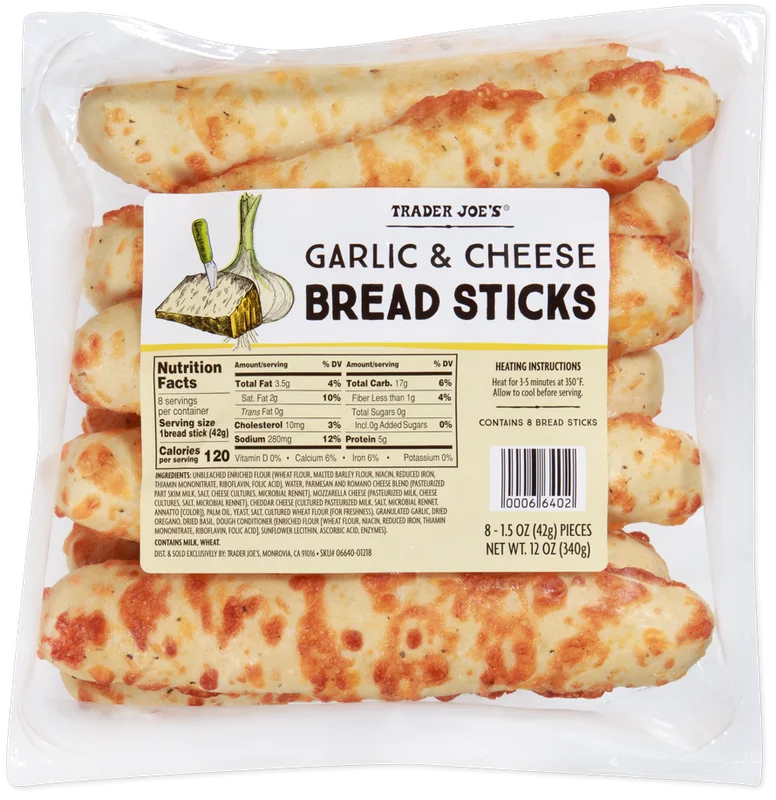 TRADER JOE'S®
GARLIC & CHEESE
BREAD STICKS
Nutrition
Facts
8 servings
per container
Serving size
1bread stick (42g)
Calories
per serving 120
Amount/serving % DV
Total Fat 3.5g 4%
Sat. Fat 2g 10%
Trans Fat 0g
Cholesterol 10mg 3%
Sodium 280mg 12%
Amount/serving % DV
Total Carb. 17g 6%
Fiber Less than 1g 4%
Total Sugars 0g
Incl.0g Added Sugars 0%
Protein 5g
Vitamin D 0% • Calcium 6% • Iron 6% • Potassium 0%
INGREDIENTS: UNBLEACHED ENRICHED FLOUR (WHEAT FLOUR, MALTED BARLEY FLOUR, NIACIN, REDUCED IRON,
THIAMIN MONONITRATE, RIBOFLAVIN, FOLIC ACID), WATER, PARMESAN AND ROMANO CHEESE BLEND (PASTEURIZED
PART SKIM MILK, SALT, CHEESE CULTURES, MICROBIAL RENNET), MOZZARELLA CHEESE (PASTEURIZED MILK, CHEESE
CULTURES, SALT, MICROBIAL RENNET), CHEDDAR CHEESE (CULTURED PASTEURIZED MILK, SALT, MICROBIAL RENNET,
ANNATTO [COLOR]), PALM OIL, YEAST, SALT, CULTURED WHEAT FLOUR (FOR FRESHNESS), GRANULATED GARLIC, DRIED
OREGANO, DRIED BASIL, DOUGH CONDITIONER (ENRICHED FLOUR [WHEAT FLOUR, NIACIN, REDUCED IRON, THIAMIN
MONONITRATE, RIBOFLAVIN, FOLIC ACID], SUNFLOWER LECITHIN, ASCORBIC ACID, ENZYMES).
CONTAINS MILK, WHEAT.
DIST. & SOLD EXCLUSIVELY BY: TRADER JOE'S, MONROVIA, CA 91016 • SKU# 06640-01218
HEATING INSTRUCTIONS
Heat for 3-5 minutes at 350°F.
Allow to cool before serving.
CONTAINS 8 BREAD STICKS
0006 6402
8 - 1.5 OZ (42g) PIECES
NET WT. 12 OZ (340g)